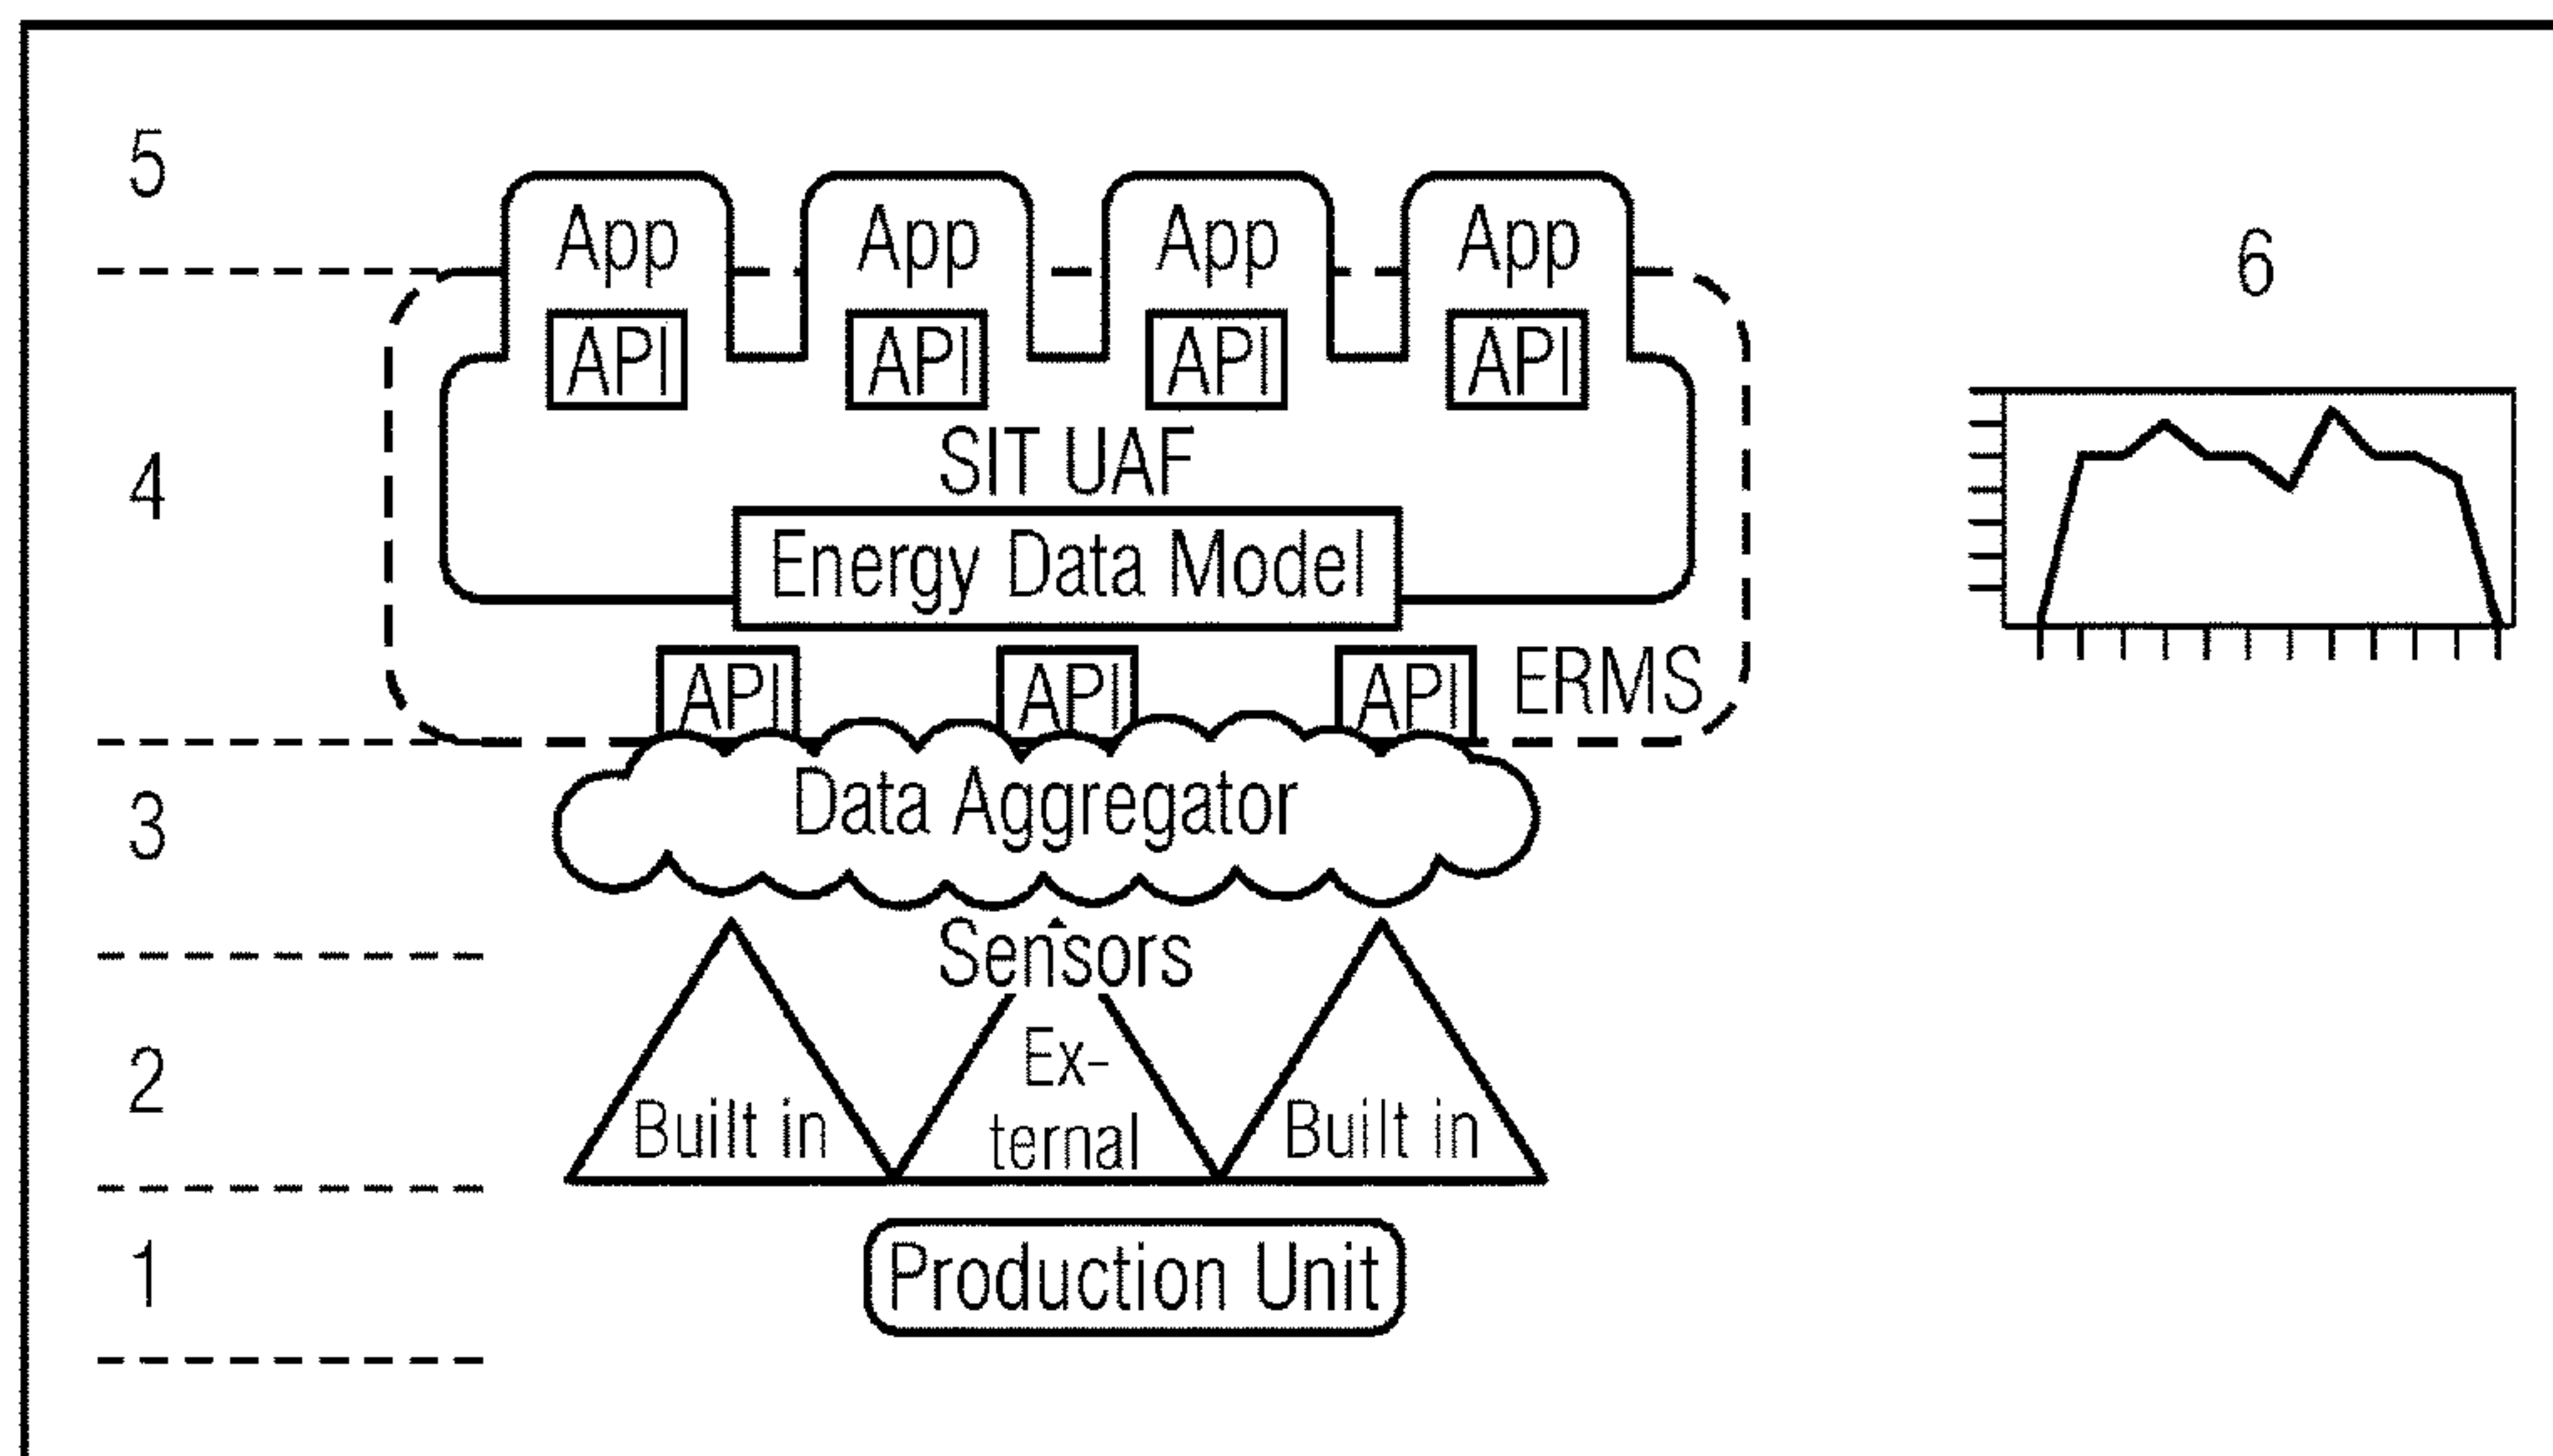 5
App App App App
6
API API API API
SIT UAF
4
Energy Data Model
API API API ERMS
3
Data Aggregator
Sensors
2
Ex-
Built in ternal Built in
1
Production Unit